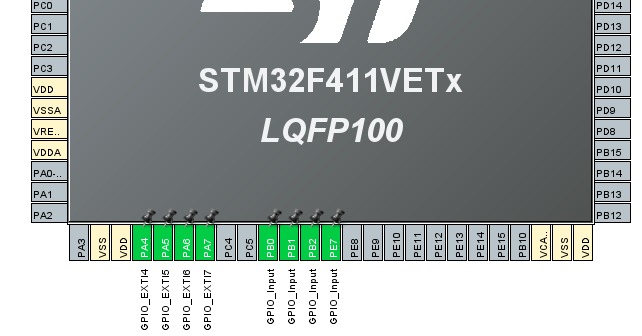 PC0
PC1
PC2
PC3
VDD
VSSA
VRE..
VDDA
PA0-..
PA1
PA2
STM32F411VETx
LQFP100
PD14
PD13
PD12
PD11
PD10
PD9
PD8
PB15
PB14
PB13
PB12
PA3
VSS
VDD
PA4
PA5
PA6
PA7
PC4
PC5
PB0
PB1
PB2
PE7
PE8
PE9
PE10
PE11
PE12
PE13
PE14
PE15
PB10
VCA..
VSS
VDD
GPIO_EXTI4
GPIO_EXTI5
GPIO_EXTI6
GPIO_EXTI7
GPIO_Input
GPIO_Input
GPIO_Input
GPIO_Input